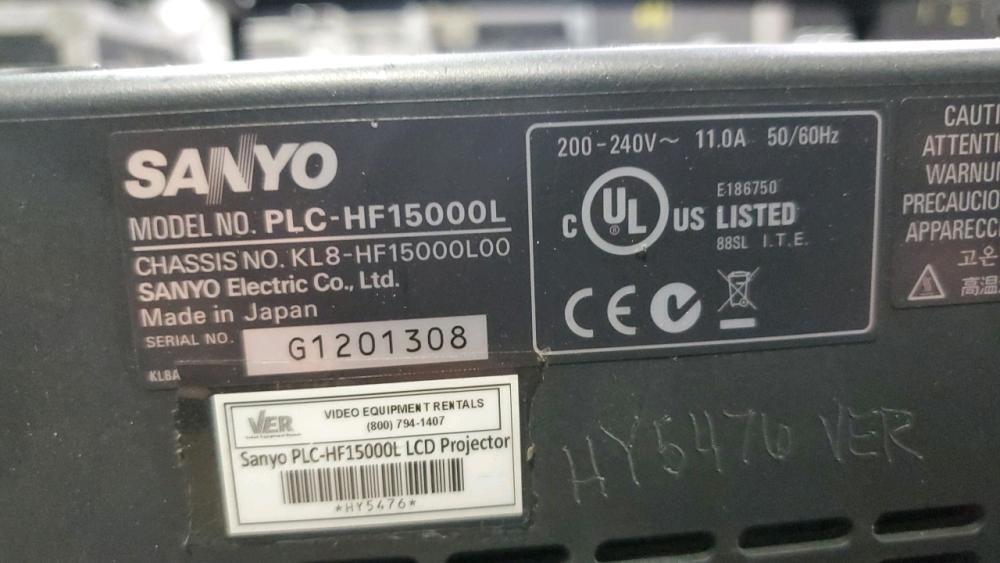 SANYO
MODEL NO. PLC-HF15000L
CHASSIS NO. KL8-HF15000L00
SANYO Electric Co., Ltd.
Made in Japan
SERIAL NO. G1201308
KL8A
200-240V~ 11.0A 50/60Hz
C UL ® US LISTED
E186750
88SL I.T.E.
CE
CAUTI
ATTENTI
WARNUN
PRECAUCIO
APPARECC
고온
高温
VER
VIDEO EQUIPMENT RENTALS
(800) 794-1407
Sanyo PLC-HF15000L LCD Projector
*HY5476*
HY5476 VER